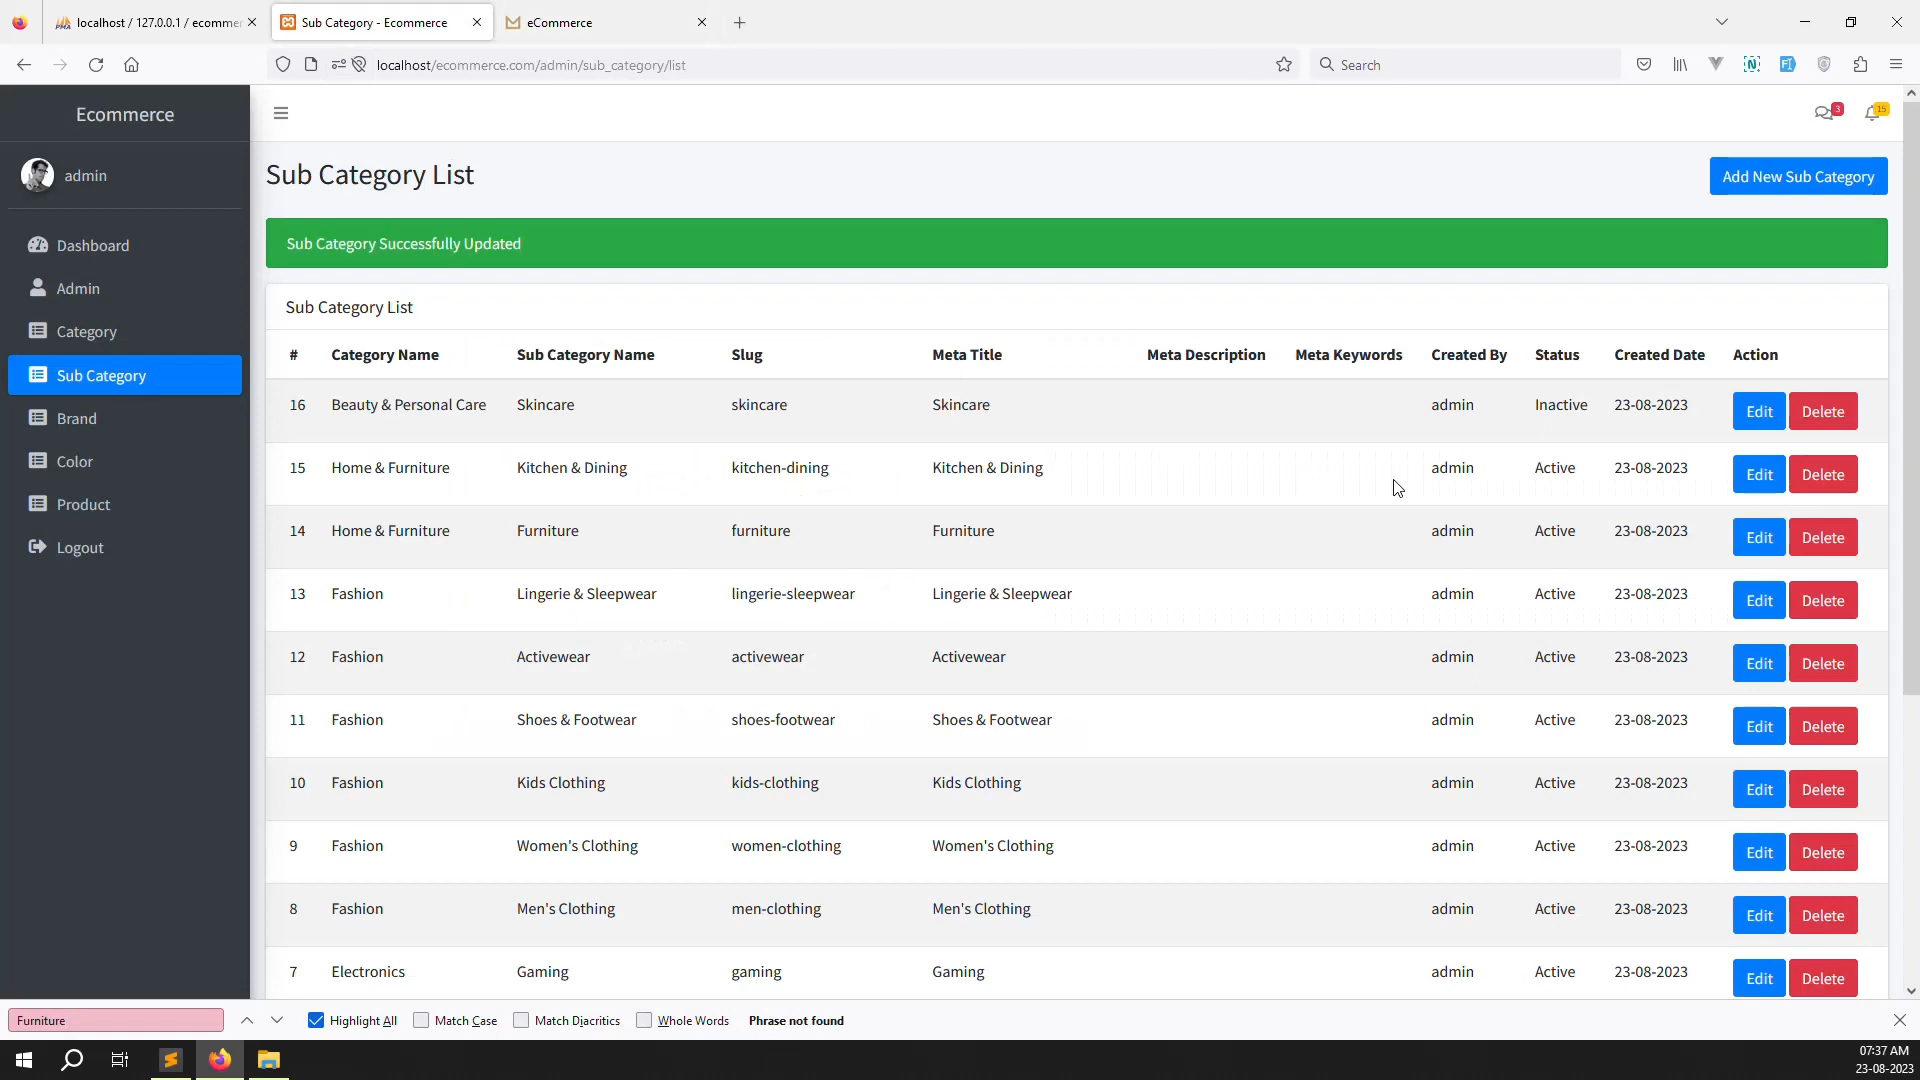 localhost / 127.0.0.1 / ecommer
Sub Category - Ecommerce
eCommerce
localhost/ecommerce.com/admin/sub_category/list
Search
Ecommerce
3
15
admin
Sub Category List
Add New Sub Category
Sub Category Successfully Updated
Dashboard
Admin
Category
Sub Category
Brand
Color
Product
Logout
Sub Category List
# Category Name Sub Category Name Slug Meta Title Meta Description Meta Keywords Created By Status Created Date Action
16 Beauty & Personal Care Skincare skincare Skincare admin Inactive 23-08-2023 Edit Delete
15 Home & Furniture Kitchen & Dining kitchen-dining Kitchen & Dining admin Active 23-08-2023 Edit Delete
14 Home & Furniture Furniture furniture Furniture admin Active 23-08-2023 Edit Delete
13 Fashion Lingerie & Sleepwear lingerie-sleepwear Lingerie & Sleepwear admin Active 23-08-2023 Edit Delete
12 Fashion Activewear activewear Activewear admin Active 23-08-2023 Edit Delete
11 Fashion Shoes & Footwear shoes-footwear Shoes & Footwear admin Active 23-08-2023 Edit Delete
10 Fashion Kids Clothing kids-clothing Kids Clothing admin Active 23-08-2023 Edit Delete
9 Fashion Women's Clothing women-clothing Women's Clothing admin Active 23-08-2023 Edit Delete
8 Fashion Men's Clothing men-clothing Men's Clothing admin Active 23-08-2023 Edit Delete
7 Electronics Gaming gaming Gaming admin Active 23-08-2023 Edit Delete
Furniture Highlight All Match Case Match Diacritics Whole Words Phrase not found
07:37 AM
23-08-2023